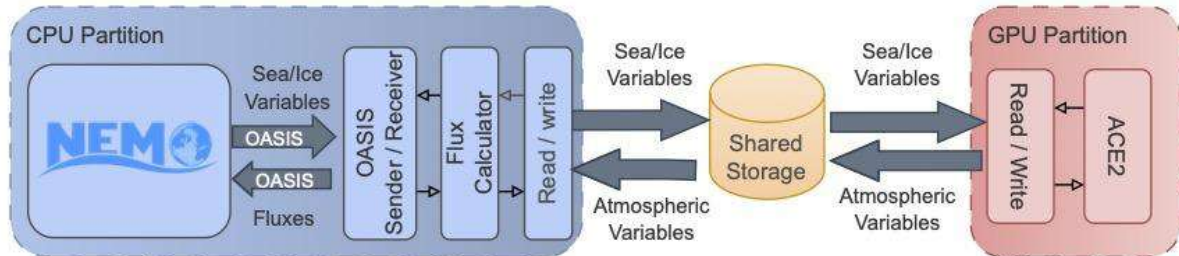 CPU Partition
NEMO
Sea/Ice
Variables
OASIS
OASIS
Fluxes
OASIS
Sender / Receiver
Flux
Calculator
Read / write
Sea/Ice
Variables
Atmospheric
Variables
Shared
Storage
Sea/Ice
Variables
Atmospheric
Variables
GPU Partition
Read / Write
ACE2